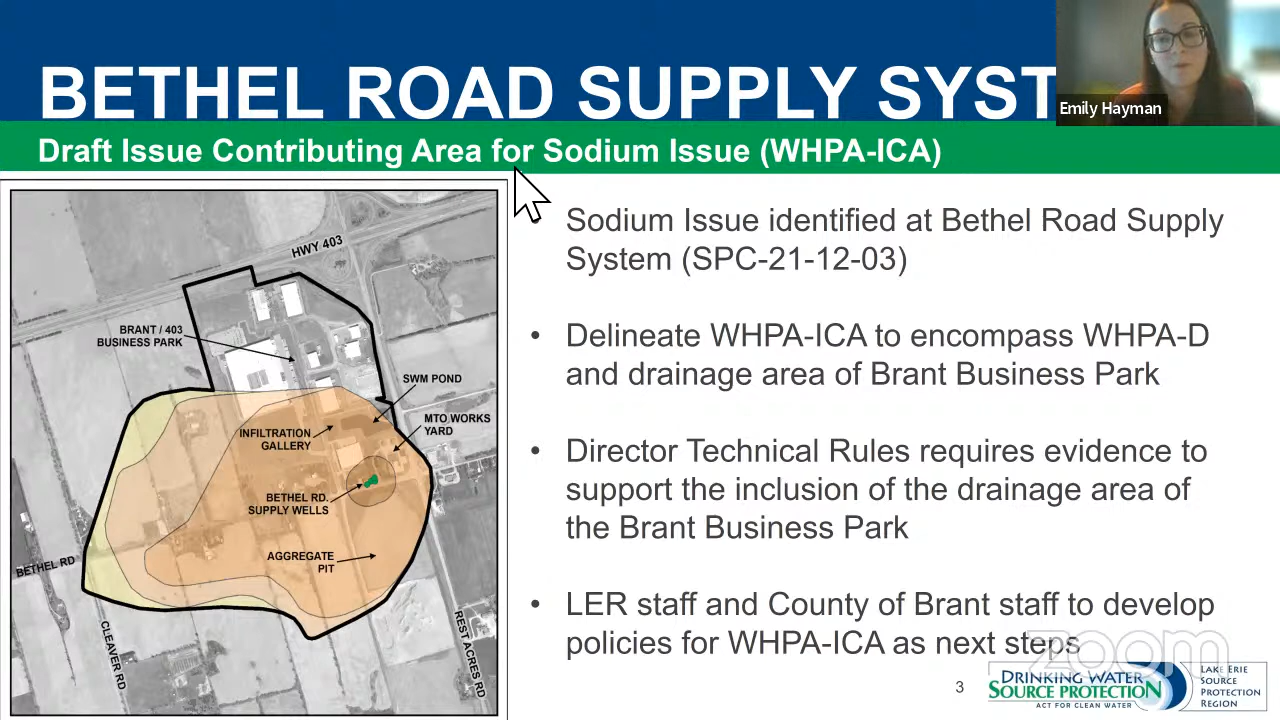 BETHEL ROAD SUPPLY SYST
Emily Hayman
Draft Issue Contributing Area for Sodium Issue (WHPA-ICA)
HWY 403
BRANT / 403
BUSINESS PARK
SWM POND
MTO WORKS
YARD
INFILTRATION
GALLERY
BETHEL RD.
SUPPLY WELLS
AGGREGATE
PIT
BETHEL RD
CLEAVER RD
REST ACRES RD
Sodium Issue identified at Bethel Road Supply
System (SPC-21-12-03)
• Delineate WHPA-ICA to encompass WHPA-D
and drainage area of Brant Business Park
• Director Technical Rules requires evidence to
support the inclusion of the drainage area of
the Brant Business Park
• LER staff and County of Brant staff to develop
policies for WHPA-ICA as next steps
zoom
3
DRINKING WATER
SOURCE PROTECTION
ACT FOR CLEAN WATER
LAKE ERIE
SOURCE
PROTECTION
REGION